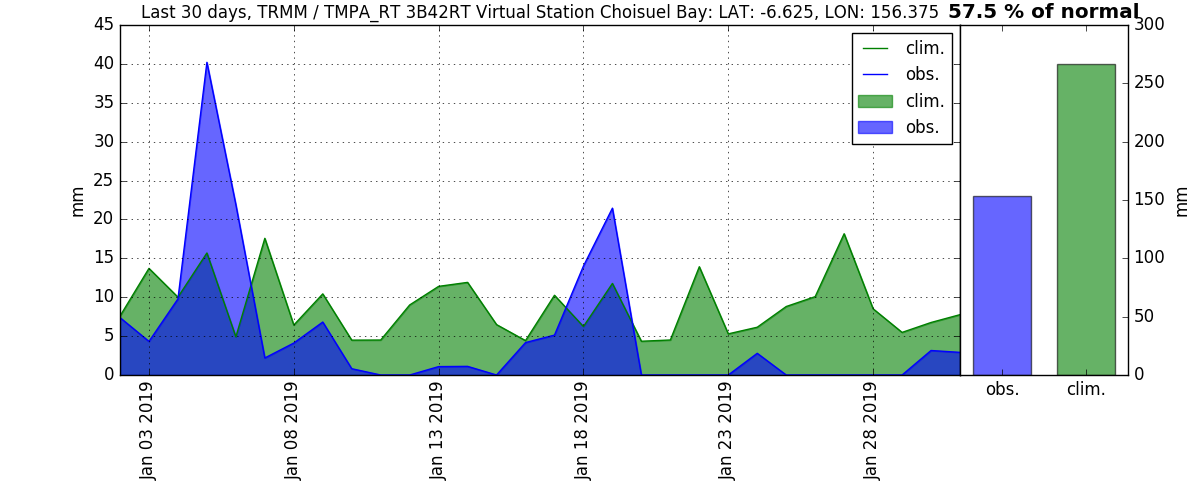 Last 30 days, TRMM / TMPA_RT 3B42RT Virtual Station Choisuel Bay: LAT: -6.625, LON: 156.375
57.5 % of normal
45
40
35
30
25
20
15
10
5
0
mm
clim.
obs.
clim.
obs.
Jan 03 2019
Jan 08 2019
Jan 13 2019
Jan 18 2019
Jan 23 2019
Jan 28 2019
300
250
200
150
100
50
0
mm
obs.
clim.